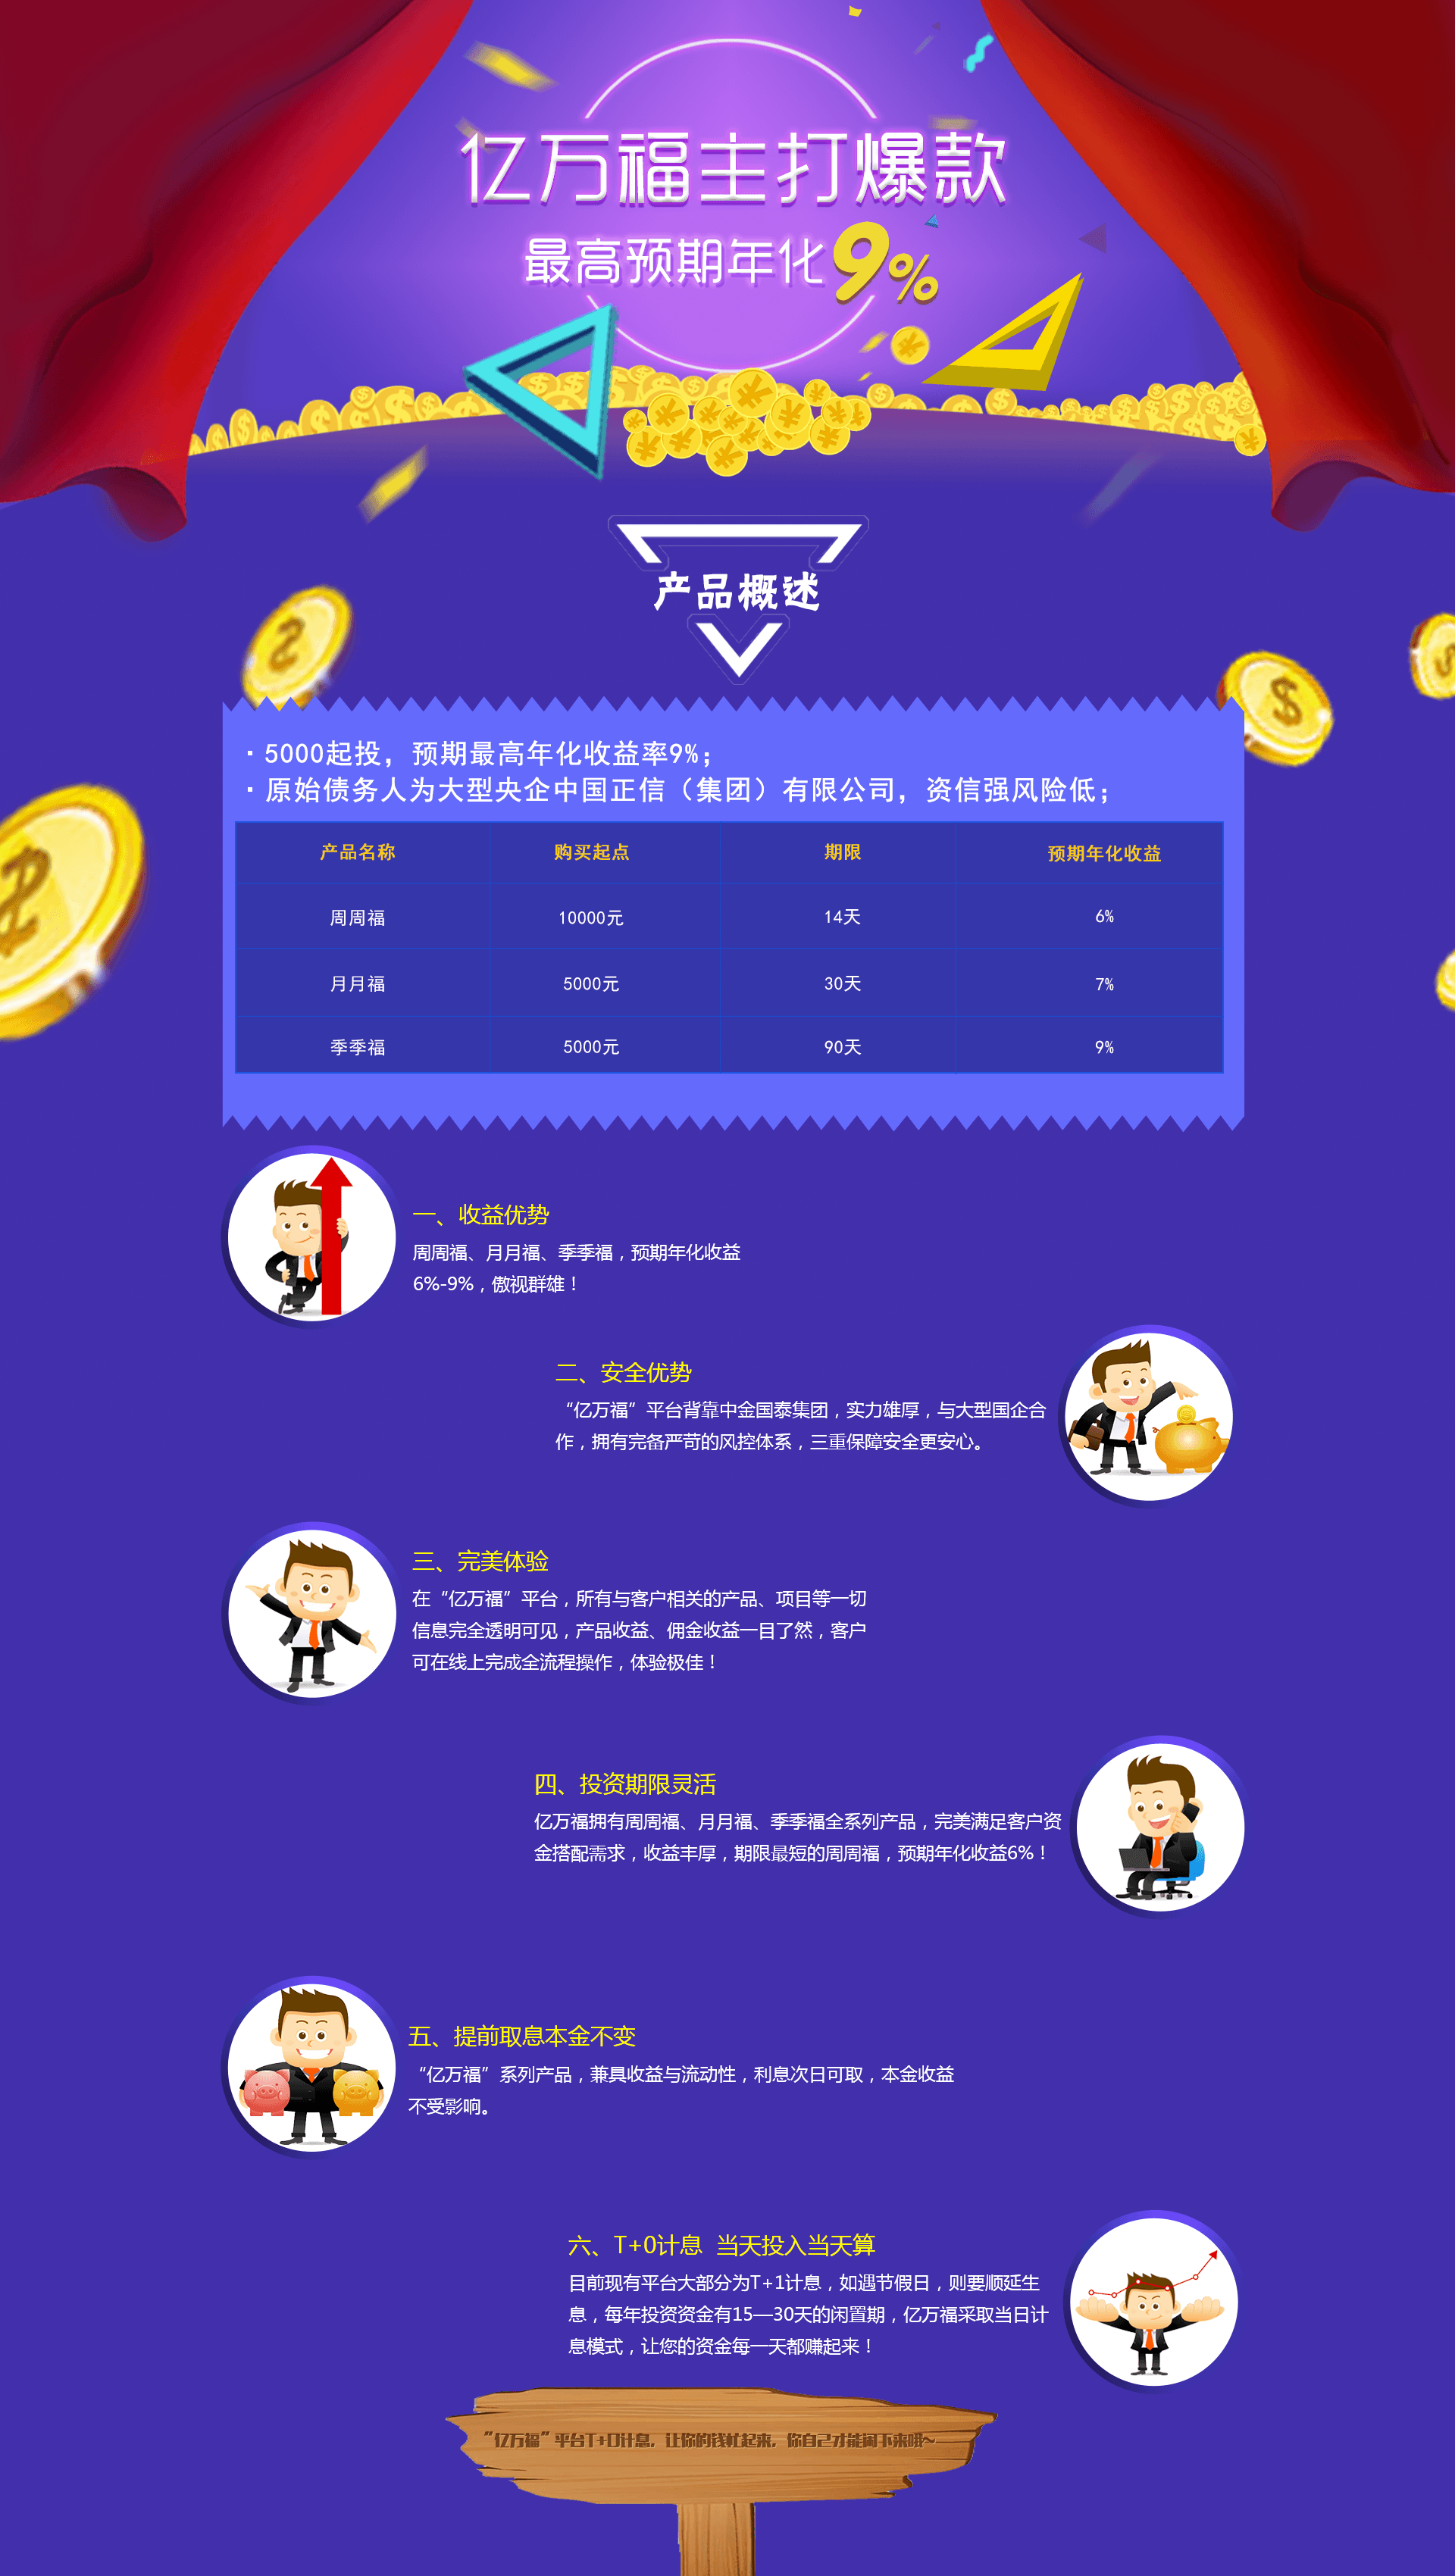 亿万福主打爆款
最高预期年化9%
产品概述
· 5000起投，预期最高年化收益率9%；
· 原始债务人为大型央企中国正信（集团）有限公司，资信强风险低；
产品名称 购买起点 期限 预期年化收益
周周福 10000元 14天 6%
月月福 5000元 30天 7%
季季福 5000元 90天 9%
一、收益优势
周周福、月月福、季季福，预期年化收益
6%-9%，傲视群雄！
二、安全优势
“亿万福”平台背靠中金国泰集团，实力雄厚，与大型国企合
作，拥有完备严苛的风控体系，三重保障安全更安心。
三、完美体验
在“亿万福”平台，所有与客户相关的产品、项目等一切
信息完全透明可见，产品收益、佣金收益一目了然，客户
可在线上完成全流程操作，体验极佳！
四、投资期限灵活
亿万福拥有周周福、月月福、季季福全系列产品，完美满足客户资
金搭配需求，收益丰厚，期限最短的周周福，预期年化收益6%！
五、提前取息本金不变
“亿万福”系列产品，兼具收益与流动性，利息次日可取，本金收益
不受影响。
六、T+0计息 当天投入当天算
目前现有平台大部分为T+1计息，如遇节假日，则要顺延生
息，每年投资资金有15—30天的闲置期，亿万福采取当日计
息模式，让您的资金每一天都赚起来！
“亿万福”平台T+0计息，让你的钱忙起来，你自己才能闲下来哦~